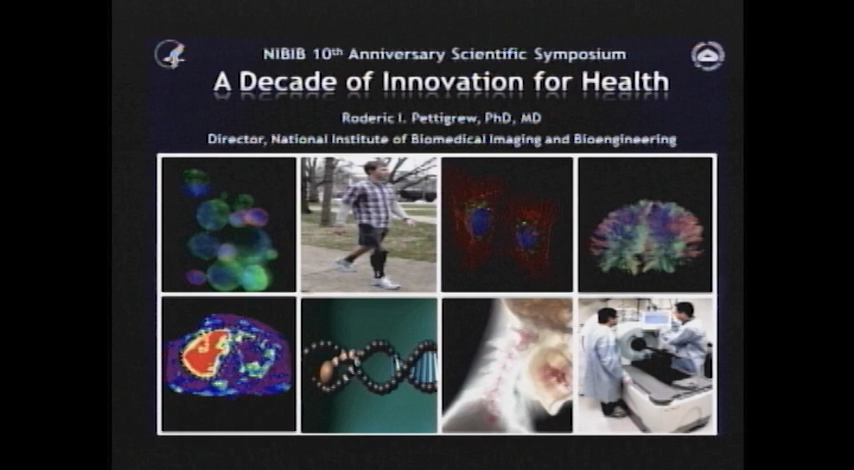 NIBIB 10th Anniversary Scientific Symposium
A Decade of Innovation for Health
Roderic I. Pettigrew, PhD, MD
Director, National Institute of Biomedical Imaging and Bioengineering